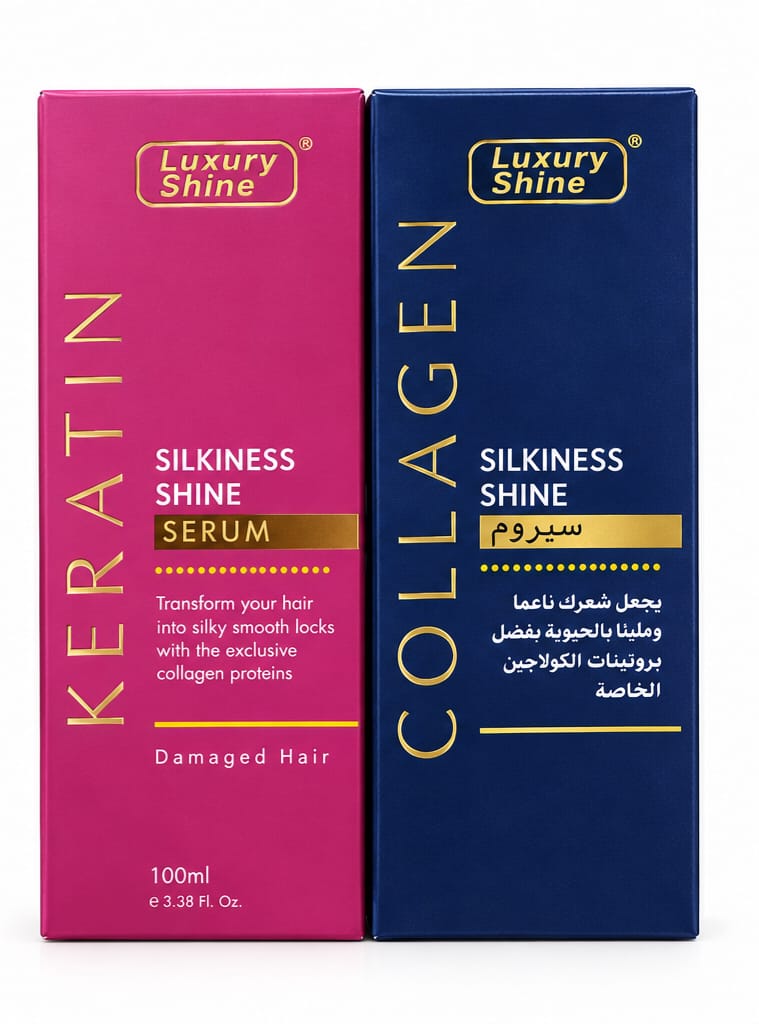 Luxury
Shine ®
KERATIN
SILKINESS
SHINE
SERUM
Transform your hair
into silky smooth locks
with the exclusive
collagen proteins
Damaged Hair
100ml
e 3.38 Fl. Oz.
Luxury
Shine ®
COLLAGEN
SILKINESS
SHINE
سيروم
يجعل شعرك ناعما
ومليئا بالحيوية بفضل
بروتينات الكولاجين
الخاصة